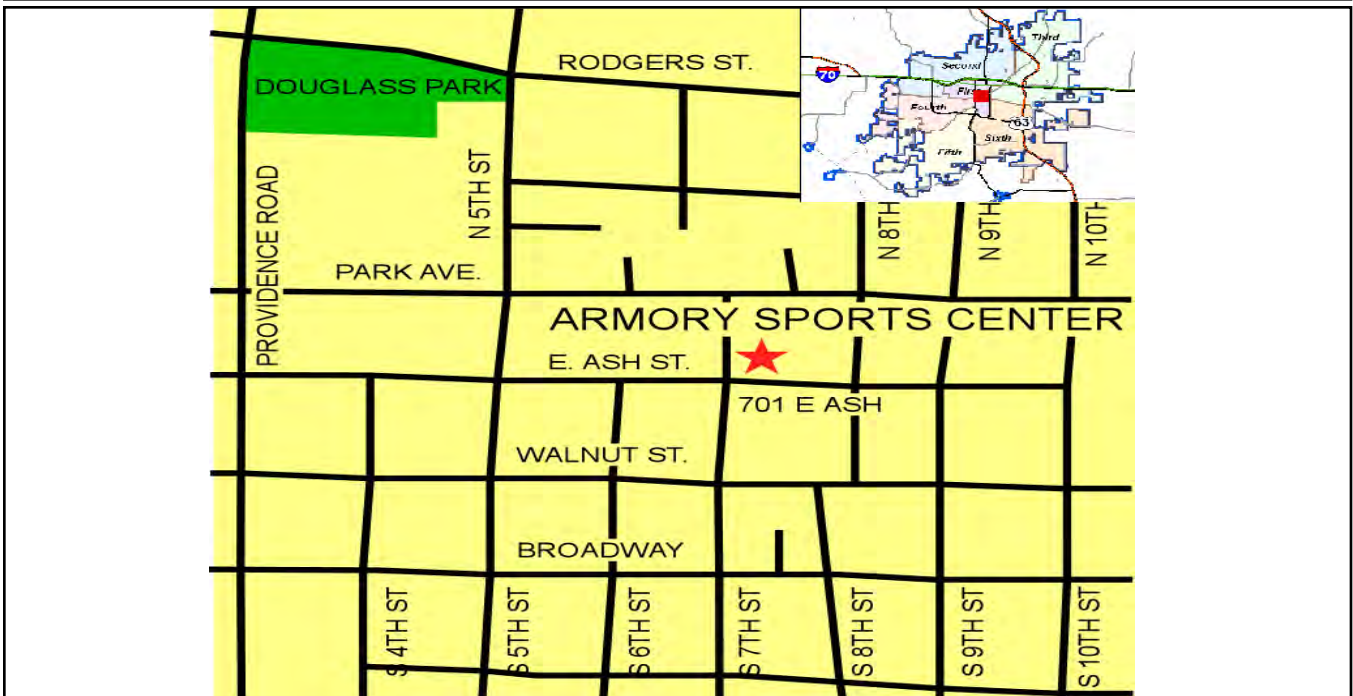 RODGERS ST.
DOUGLASS PARK
Third
Second
70
First
Fourth
63
Sixth
Fifth
N 5TH ST
PROVIDENCE ROAD
N 8TH
N 9TH
N 10TH
PARK AVE.
ARMORY SPORTS CENTER
E. ASH ST.
701 E ASH
WALNUT ST.
BROADWAY
S 4TH ST
S 5TH ST
S 6TH ST
S 7TH ST
S 8TH ST
S 9TH ST
S 10TH ST